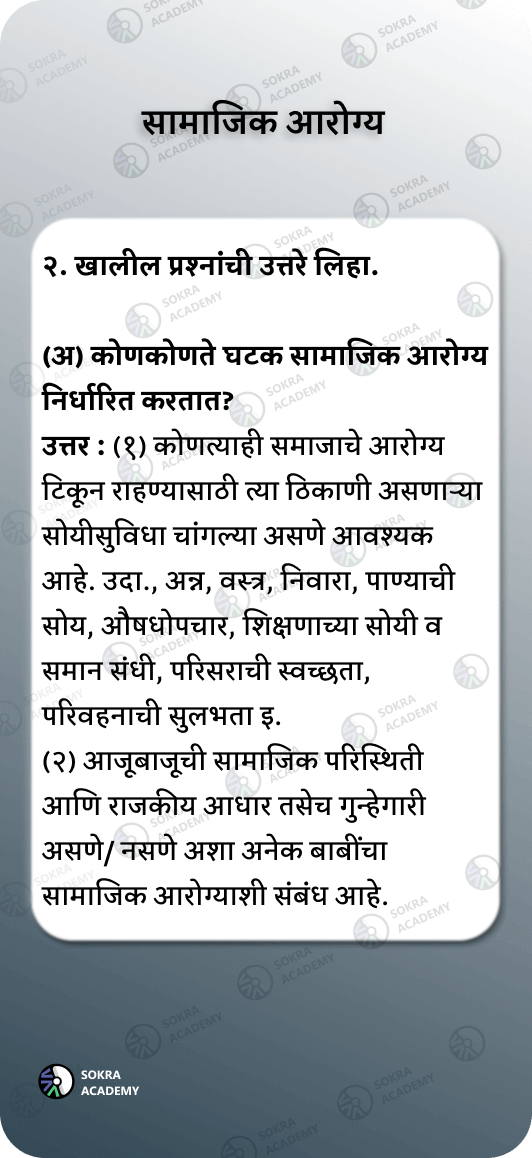 सामाजिक आरोग्य
२. खालील प्रश्नांची उत्तरे लिहा.
(अ) कोणकोणते घटक सामाजिक आरोग्य
निर्धारित करतात?
उत्तर : (१) कोणत्याही समाजाचे आरोग्य
टिकून राहण्यासाठी त्या ठिकाणी असणाऱ्या
सोयीसुविधा चांगल्या असणे आवश्यक
आहे. उदा., अन्न, वस्त्र, निवारा, पाण्याची
सोय, औषधोपचार, शिक्षणाच्या सोयी व
समान संधी, परिसराची स्वच्छता,
परिवहनाची सुलभता इ.
(२) आजूबाजूची सामाजिक परिस्थिती
आणि राजकीय आधार तसेच गुन्हेगारी
असणे/ नसणे अशा अनेक बाबींचा
सामाजिक आरोग्याशी संबंध आहे.
SOKRA
ACADEMY